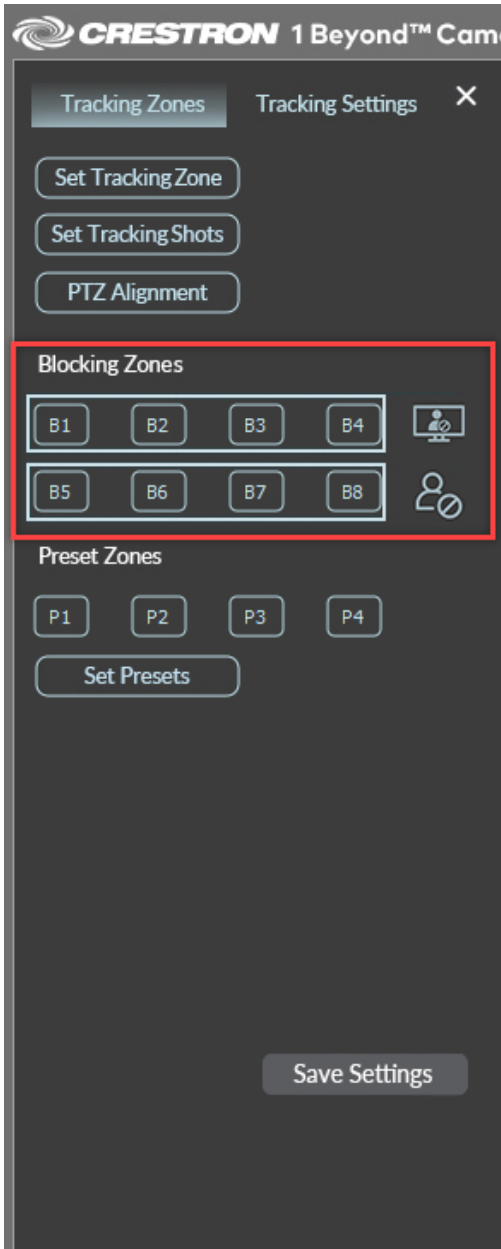 CRESTRON 1 Beyond™ Came
Tracking Zones Tracking Settings ×
Set Tracking Zone
Set Tracking Shots
PTZ Alignment
Blocking Zones
B1 B2 B3 B4
B5 B6 B7 B8
Preset Zones
P1 P2 P3 P4
Set Presets
Save Settings